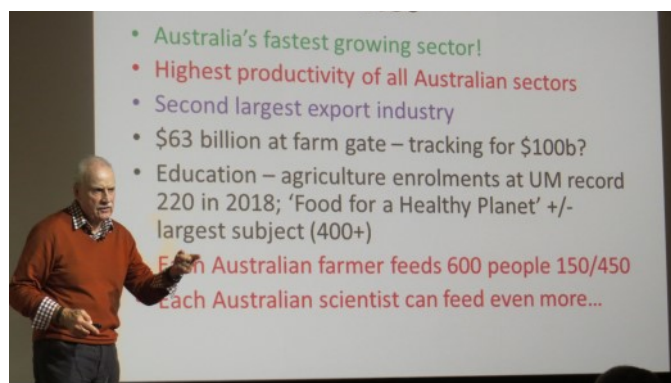 • Australia's fastest growing sector!
• Highest productivity of all Australian sectors
• Second largest export industry
• $63 billion at farm gate – tracking for $100b?
• Education – agriculture enrolments at UM record
220 in 2018; 'Food for a Healthy Planet' +/-
largest subject (400+)
Australian farmer feeds 600 people 150/450
Each Australian scientist can feed even more...